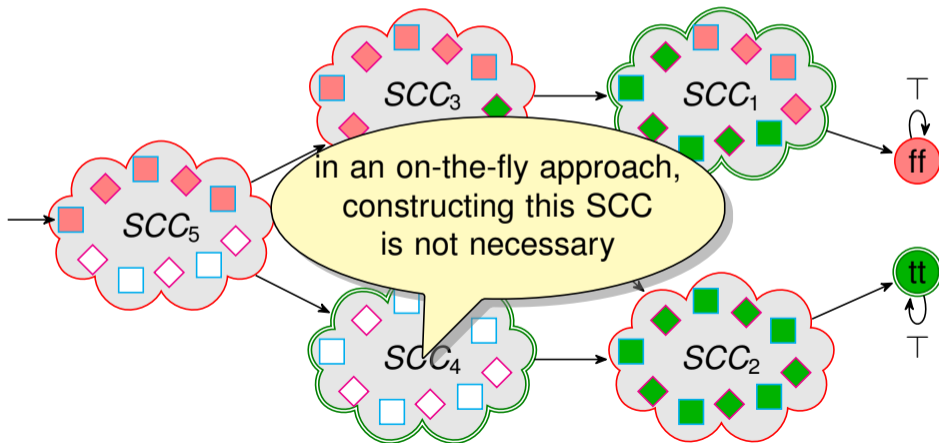 SCC₃
SCC₁
⊤
ff
in an on-the-fly approach,
constructing this SCC
is not necessary
SCC₅
tt
⊤
SCC₄
SCC₂